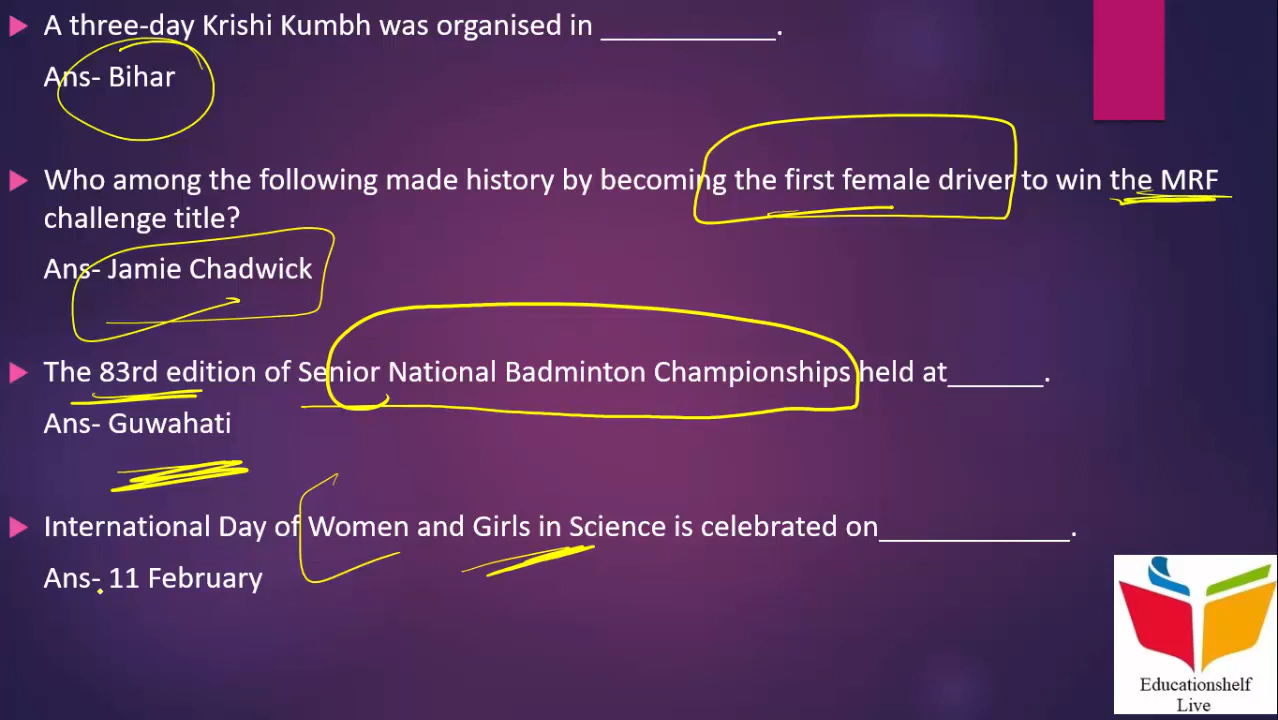 A three-day Krishi Kumbh was organised in ____________.
Ans- Bihar
Who among the following made history by becoming the first female driver to win the MRF
challenge title?
Ans- Jamie Chadwick
The 83rd edition of Senior National Badminton Championships held at______.
Ans- Guwahati
International Day of Women and Girls in Science is celebrated on_____________.
Ans- 11 February
Educationshelf
Live